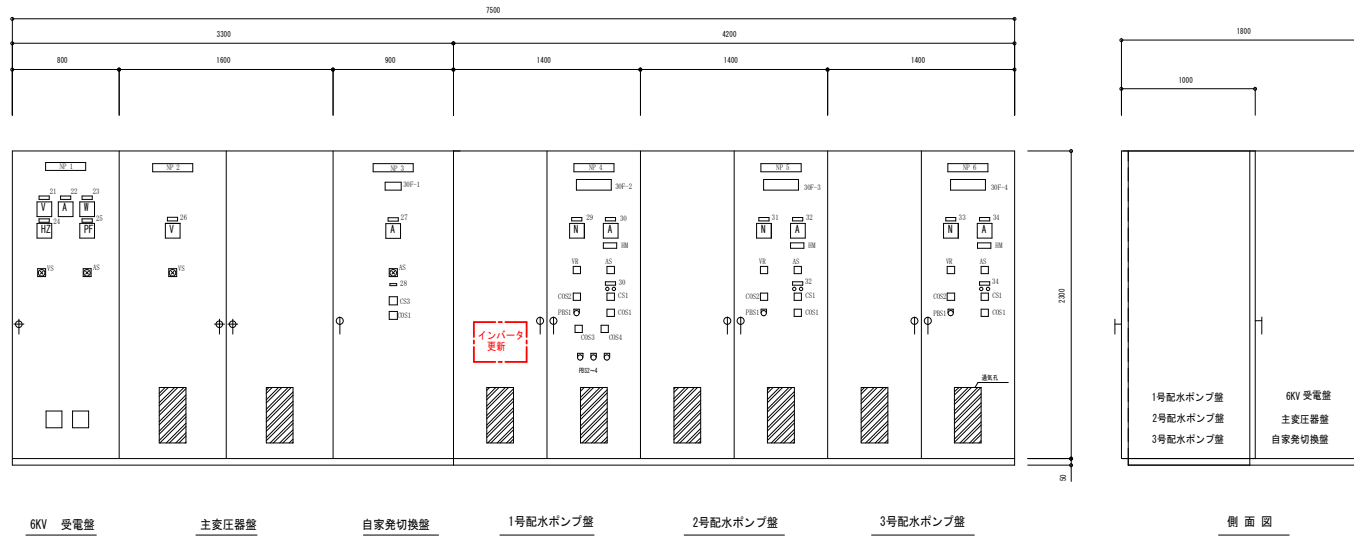 7500
1800
3300
4200
800
1600
900
1400
1400
1400
1000
NP 1
NP 2
NP 3
NP 4
NP 5
NP 6
30F-1
30F-2
30F-3
30F-4
21
22
23
V
A
W
24
25
HZ
PF
26
V
27
A
29
30
N
A
31
32
N
A
33
34
N
A
HM
HM
HM
VS
AS
VS
AS
VR
AS
VR
AS
VR
AS
28
30
32
34
CS3
COS2
CS1
COS2
CS1
COS2
CS1
COS1
PBS1
COS1
PBS1
COS1
PBS1
COS1
インバータ
更新
COS3
COS4
PBS2～4
通気孔
2300
50
1号配水ポンプ盤
6KV 受電盤
2号配水ポンプ盤
主変圧器盤
3号配水ポンプ盤
自家発切換盤
6KV 受電盤
主変圧器盤
自家発切換盤
1号配水ポンプ盤
2号配水ポンプ盤
3号配水ポンプ盤
側面図